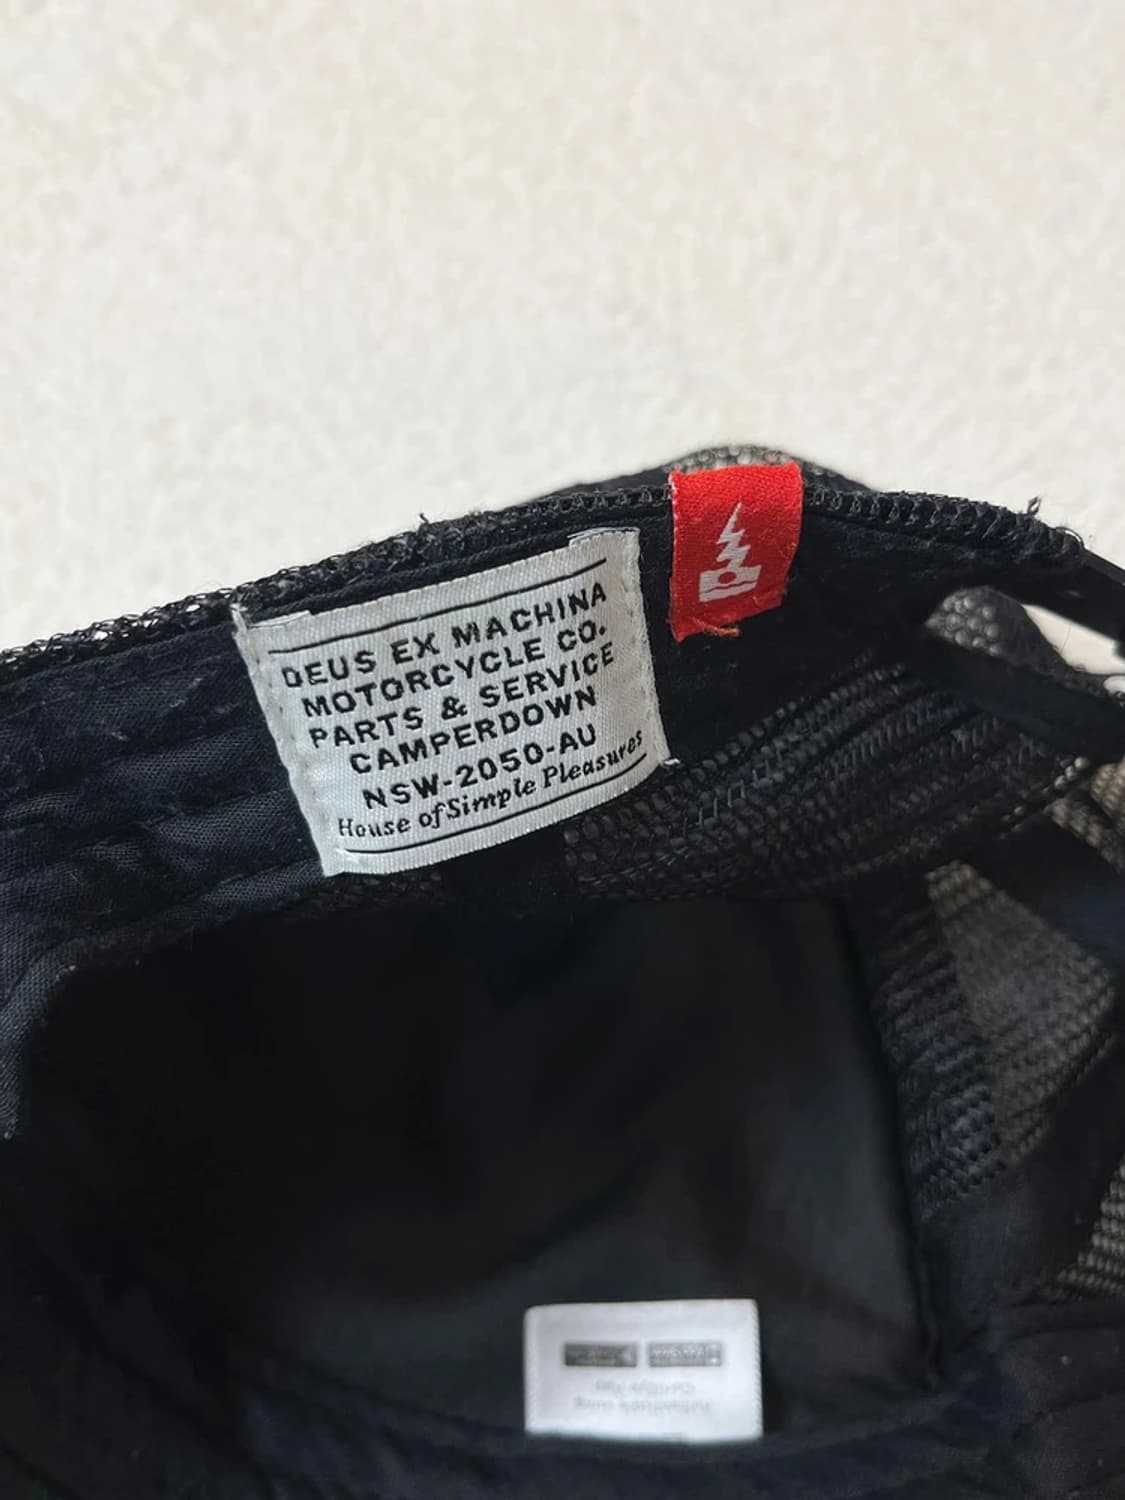 DEUS EX MACHINA
MOTORCYCLE CO.
PARTS & SERVICE
CAMPERDOWN
NSW-2050-AU
House of Simple Pleasures